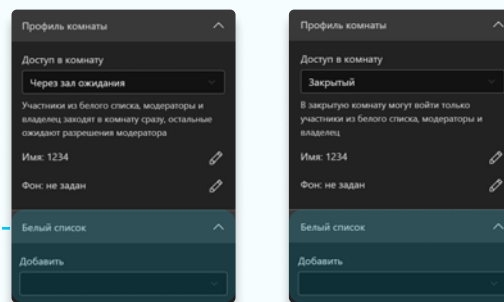 Профиль комнаты
Доступ в комнату
Через зал ожидания
Участники из белого списка, модераторы и
владелец заходят в комнату сразу, остальные
ожидают разрешения модератора
Имя: 1234
Фон: не задан
Белый список
Добавить
Профиль комнаты
Доступ в комнату
Закрытый
В закрытую комнату могут войти только
участники из белого списка, модераторы и
владелец
Имя: 1234
Фон: не задан
Белый список
Добавить